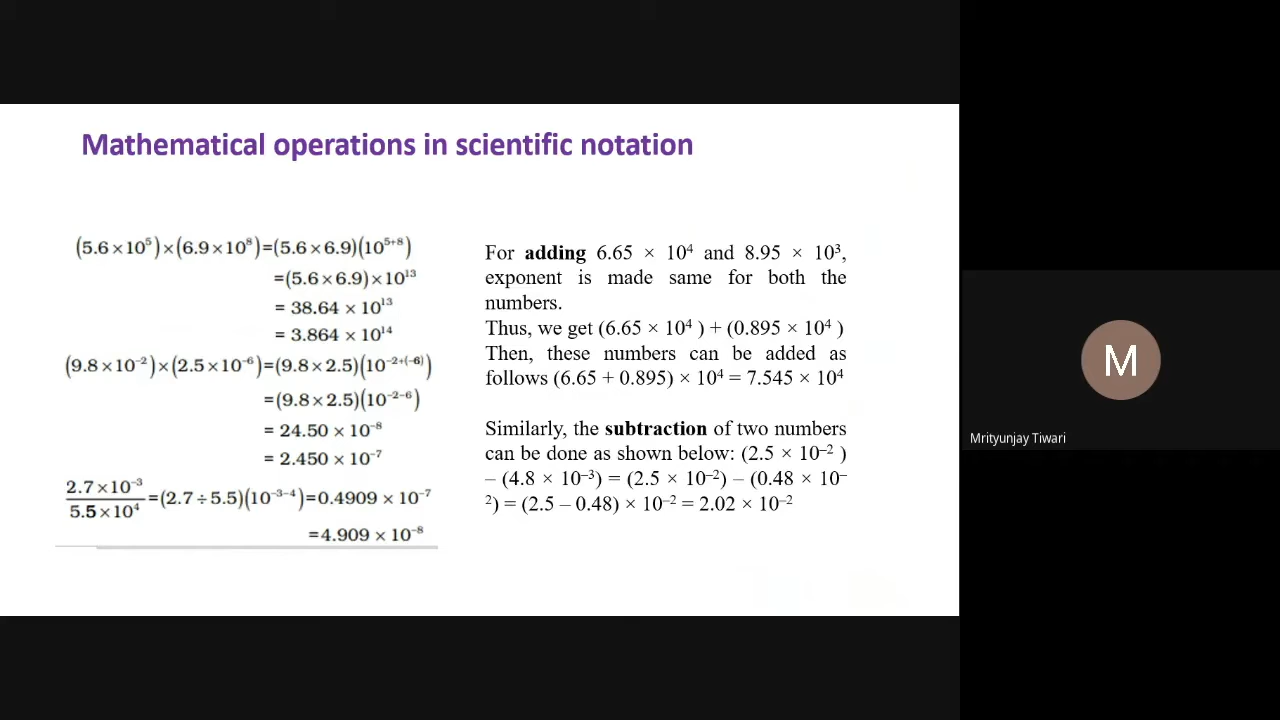 Mathematical operations in scientific notation
(5.6 × 10⁵) × (6.9 × 10⁸) = (5.6 × 6.9)(10⁵⁺⁸)
= (5.6 × 6.9) × 10¹³
= 38.64 × 10¹³
= 3.864 × 10¹⁴
(9.8 × 10⁻²) × (2.5 × 10⁻⁶) = (9.8 × 2.5)(10⁻²⁺⁽⁻⁶⁾)
= (9.8 × 2.5)(10⁻²⁻⁶)
= 24.50 × 10⁻⁸
= 2.450 × 10⁻⁷
2.7 × 10⁻³
5.5 × 10⁴
= (2.7 ÷ 5.5)(10⁻³⁻⁴) = 0.4909 × 10⁻⁷
= 4.909 × 10⁻⁸
For adding 6.65 × 10⁴ and 8.95 × 10³,
exponent is made same for both the
numbers.
Thus, we get (6.65 × 10⁴ ) + (0.895 × 10⁴ )
Then, these numbers can be added as
follows (6.65 + 0.895) × 10⁴ = 7.545 × 10⁴
Similarly, the subtraction of two numbers
can be done as shown below: (2.5 × 10⁻² )
– (4.8 × 10⁻³) = (2.5 × 10⁻²) – (0.48 × 10⁻
²) = (2.5 – 0.48) × 10⁻² = 2.02 × 10⁻²
M
Mrityunjay Tiwari